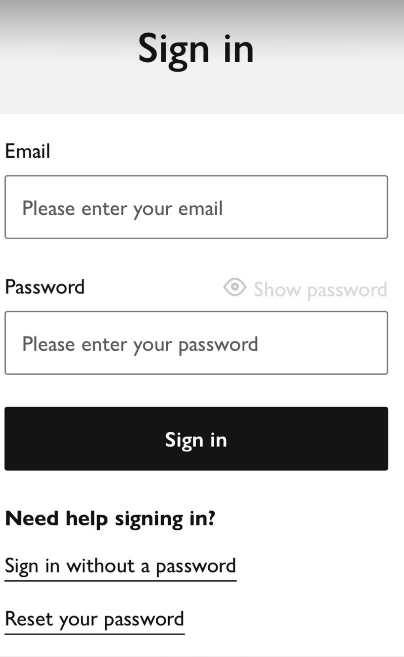 Sign in
Email
Please enter your email
Password
Show password
Please enter your password
Sign in
Need help signing in?
Sign in without a password
Reset your password